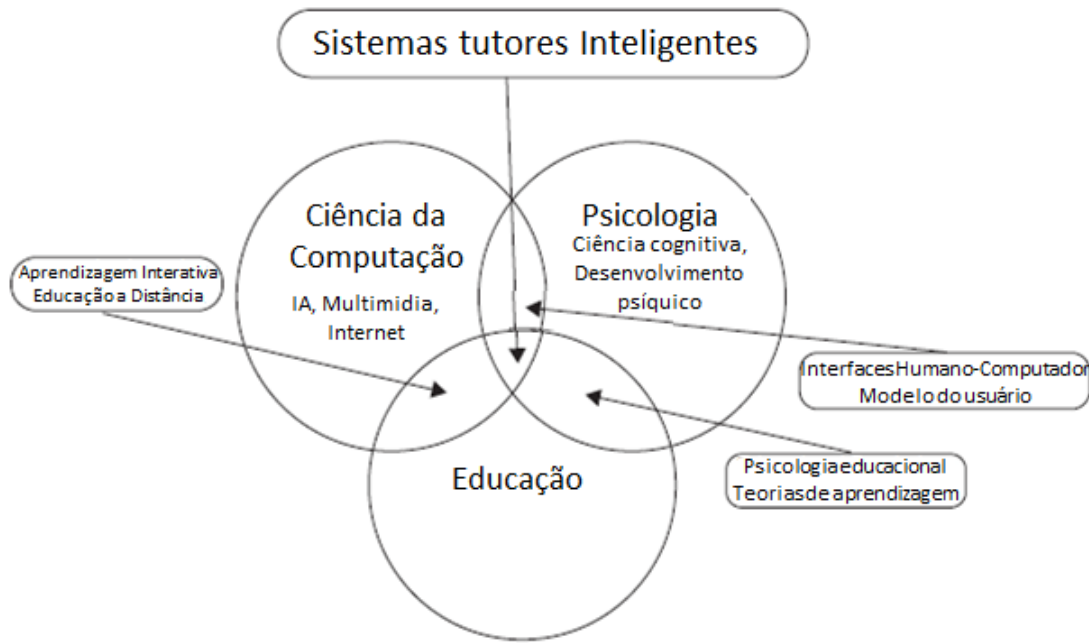 Sistemas tutores Inteligentes
Ciência da
Computação
IA, Multimidia,
Internet
Psicologia
Ciência cognitiva,
Desenvolvimento
psíquico
Aprendizagem Interativa
Educação a Distância
Interfaces Humano-Computador
Modelo do usuário
Educação
Psicologia educacional
Teorias de aprendizagem